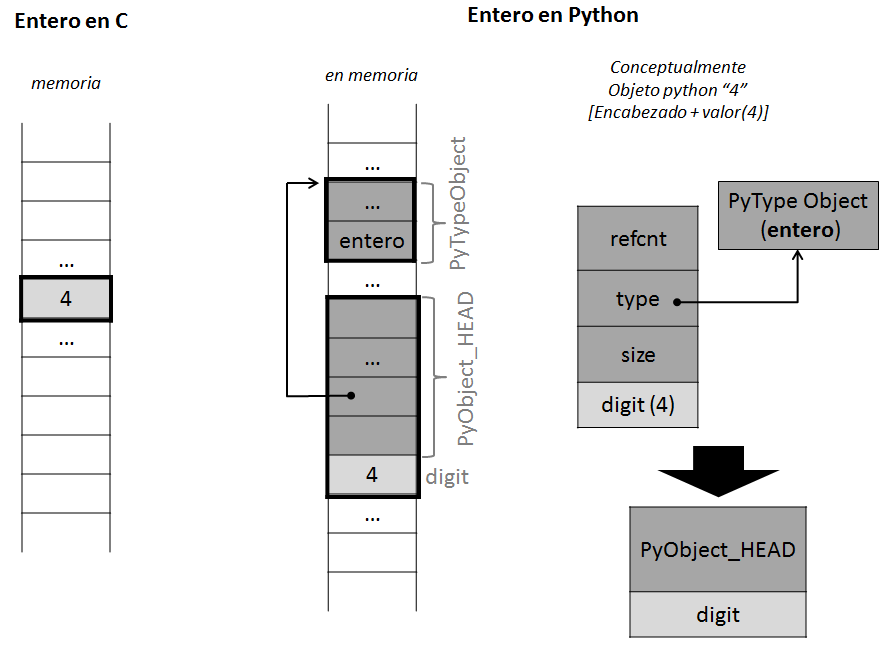 Entero en C
memoria
...
4
...
Entero en Python
en memoria
...
...
entero
PyTypeObject
...
...
PyObject_HEAD
4
digit
...
Conceptualmente
Objeto python “4”
[Encabezado + valor(4)]
PyType Object
(entero)
refcnt
type
size
digit (4)
PyObject_HEAD
digit